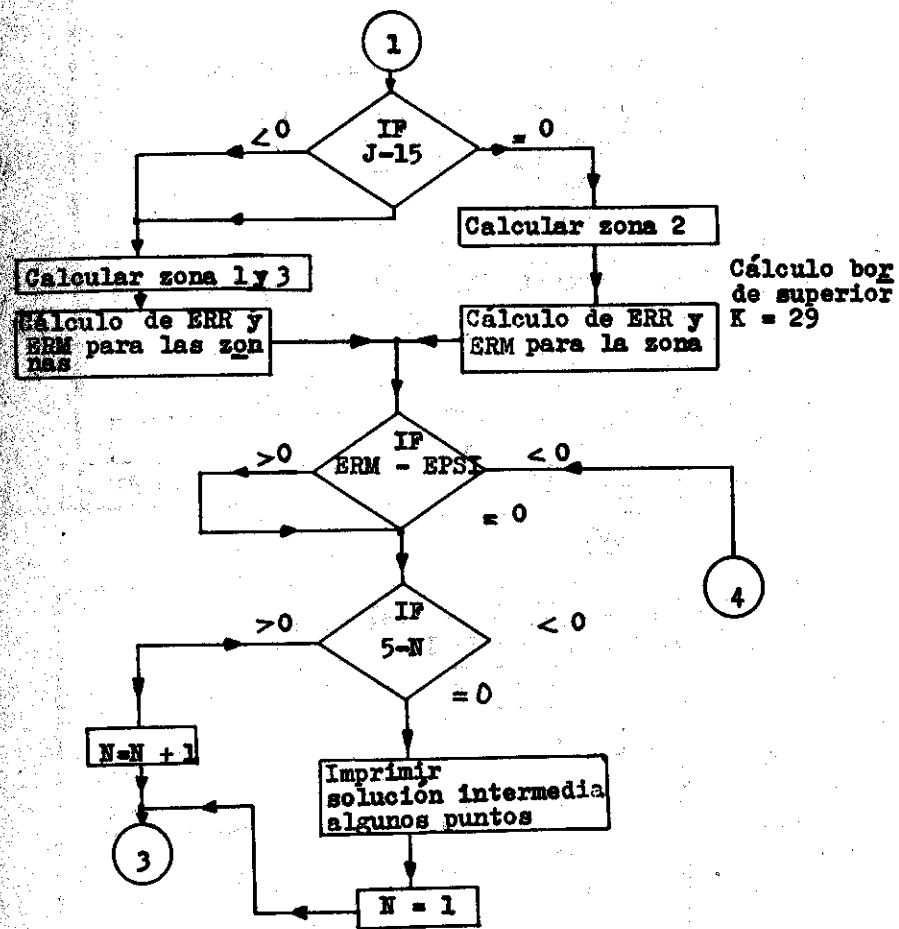 1
IF
J-15
<0
= 0
Calcular zona 2
Calcular zona 1 y 3
Cálculo bor
de superior
K = 29
Cálculo de ERR y
ERM para las zon
nas
Cálculo de ERR y
ERM para la zona
IF
ERM - EPSI
>0
< 0
= 0
4
IF
5-N
>0
< 0
= 0
N=N + 1
Imprimir
solución intermedia
algunos puntos
3
N = 1